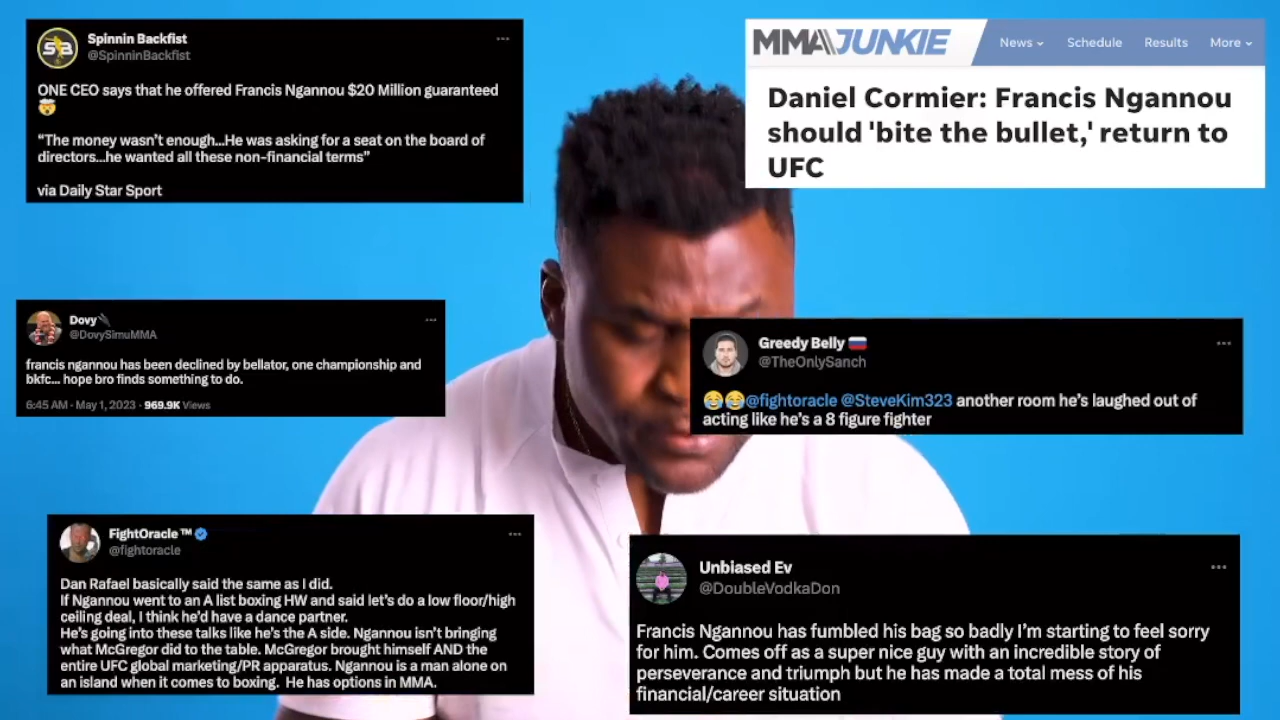 Spinnin Backfist
@SpinninBackfist
ONE CEO says that he offered Francis Ngannou $20 Million guaranteed
🤯
“The money wasn’t enough...He was asking for a seat on the board of
directors...he wanted all these non-financial terms”
via Daily Star Sport
MMAJUNKIE
News
Schedule
Results
More
Daniel Cormier: Francis Ngannou
should 'bite the bullet,' return to
UFC
Dovy
@DovySimuMMA
francis ngannou has been declined by bellator, one championship and
bkfc... hope bro finds something to do.
6:45 AM · May 1, 2023 · 969.9K Views
Greedy Belly 🇷🇺
@TheOnlySanch
😂😂@fightoracle @SteveKim323 another room he’s laughed out of
acting like he’s a 8 figure fighter
FightOracle ™
@fightoracle
Dan Rafael basically said the same as I did.
If Ngannou went to an A list boxing HW and said let’s do a low floor/high
ceiling deal, I think he’d have a dance partner.
He’s going into these talks like he’s the A side. Ngannou isn’t bringing
what McGregor did to the table. McGregor brought himself AND the
entire UFC global marketing/PR apparatus. Ngannou is a man alone on
an island when it comes to boxing. He has options in MMA.
Unbiased Ev
@DoubleVodkaDon
Francis Ngannou has fumbled his bag so badly I’m starting to feel sorry
for him. Comes off as a super nice guy with an incredible story of
perseverance and triumph but he has made a total mess of his
financial/career situation